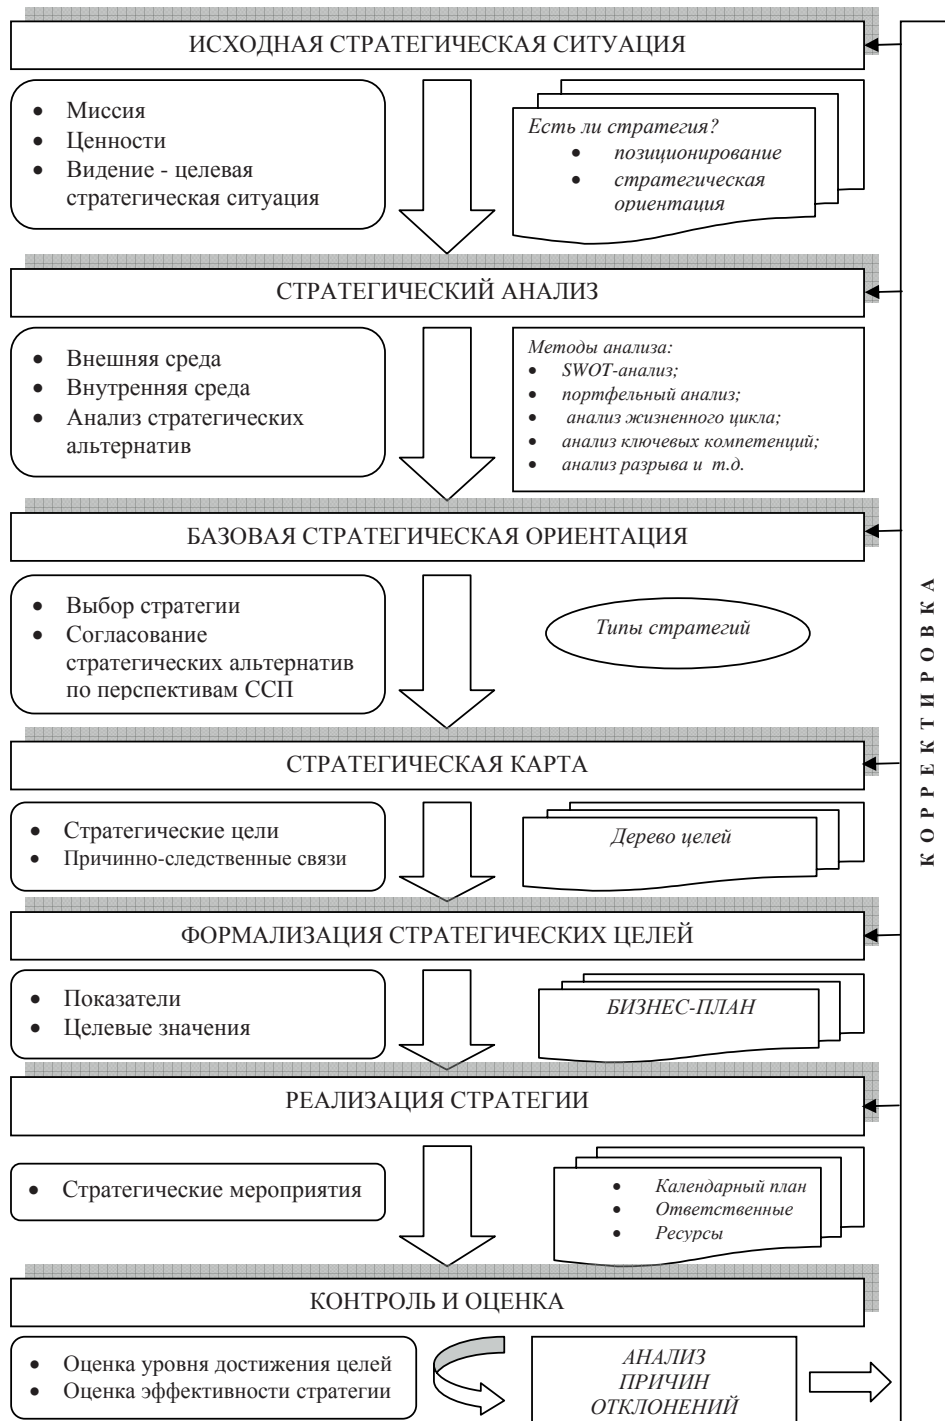 ИСХОДНАЯ СТРАТЕГИЧЕСКАЯ СИТУАЦИЯ
• Миссия
• Ценности
• Видение - целевая
стратегическая ситуация
Есть ли стратегия?
• позиционирование
• стратегическая
ориентация
СТРАТЕГИЧЕСКИЙ АНАЛИЗ
• Внешняя среда
• Внутренняя среда
• Анализ стратегических
альтернатив
Методы анализа:
• SWOT-анализ;
• портфельный анализ;
• анализ жизненного цикла;
• анализ ключевых компетенций;
• анализ разрыва и т.д.
БАЗОВАЯ СТРАТЕГИЧЕСКАЯ ОРИЕНТАЦИЯ
• Выбор стратегии
• Согласование
стратегических альтернатив
по перспективам ССП
Типы стратегий
СТРАТЕГИЧЕСКАЯ КАРТА
• Стратегические цели
• Причинно-следственные связи
Дерево целей
ФОРМАЛИЗАЦИЯ СТРАТЕГИЧЕСКИХ ЦЕЛЕЙ
• Показатели
• Целевые значения
БИЗНЕС-ПЛАН
РЕАЛИЗАЦИЯ СТРАТЕГИИ
• Стратегические мероприятия
• Календарный план
• Ответственные
• Ресурсы
КОНТРОЛЬ И ОЦЕНКА
• Оценка уровня достижения целей
• Оценка эффективности стратегии
АНАЛИЗ
ПРИЧИН
ОТКЛОНЕНИЙ
КОРРЕКТИРОВКА